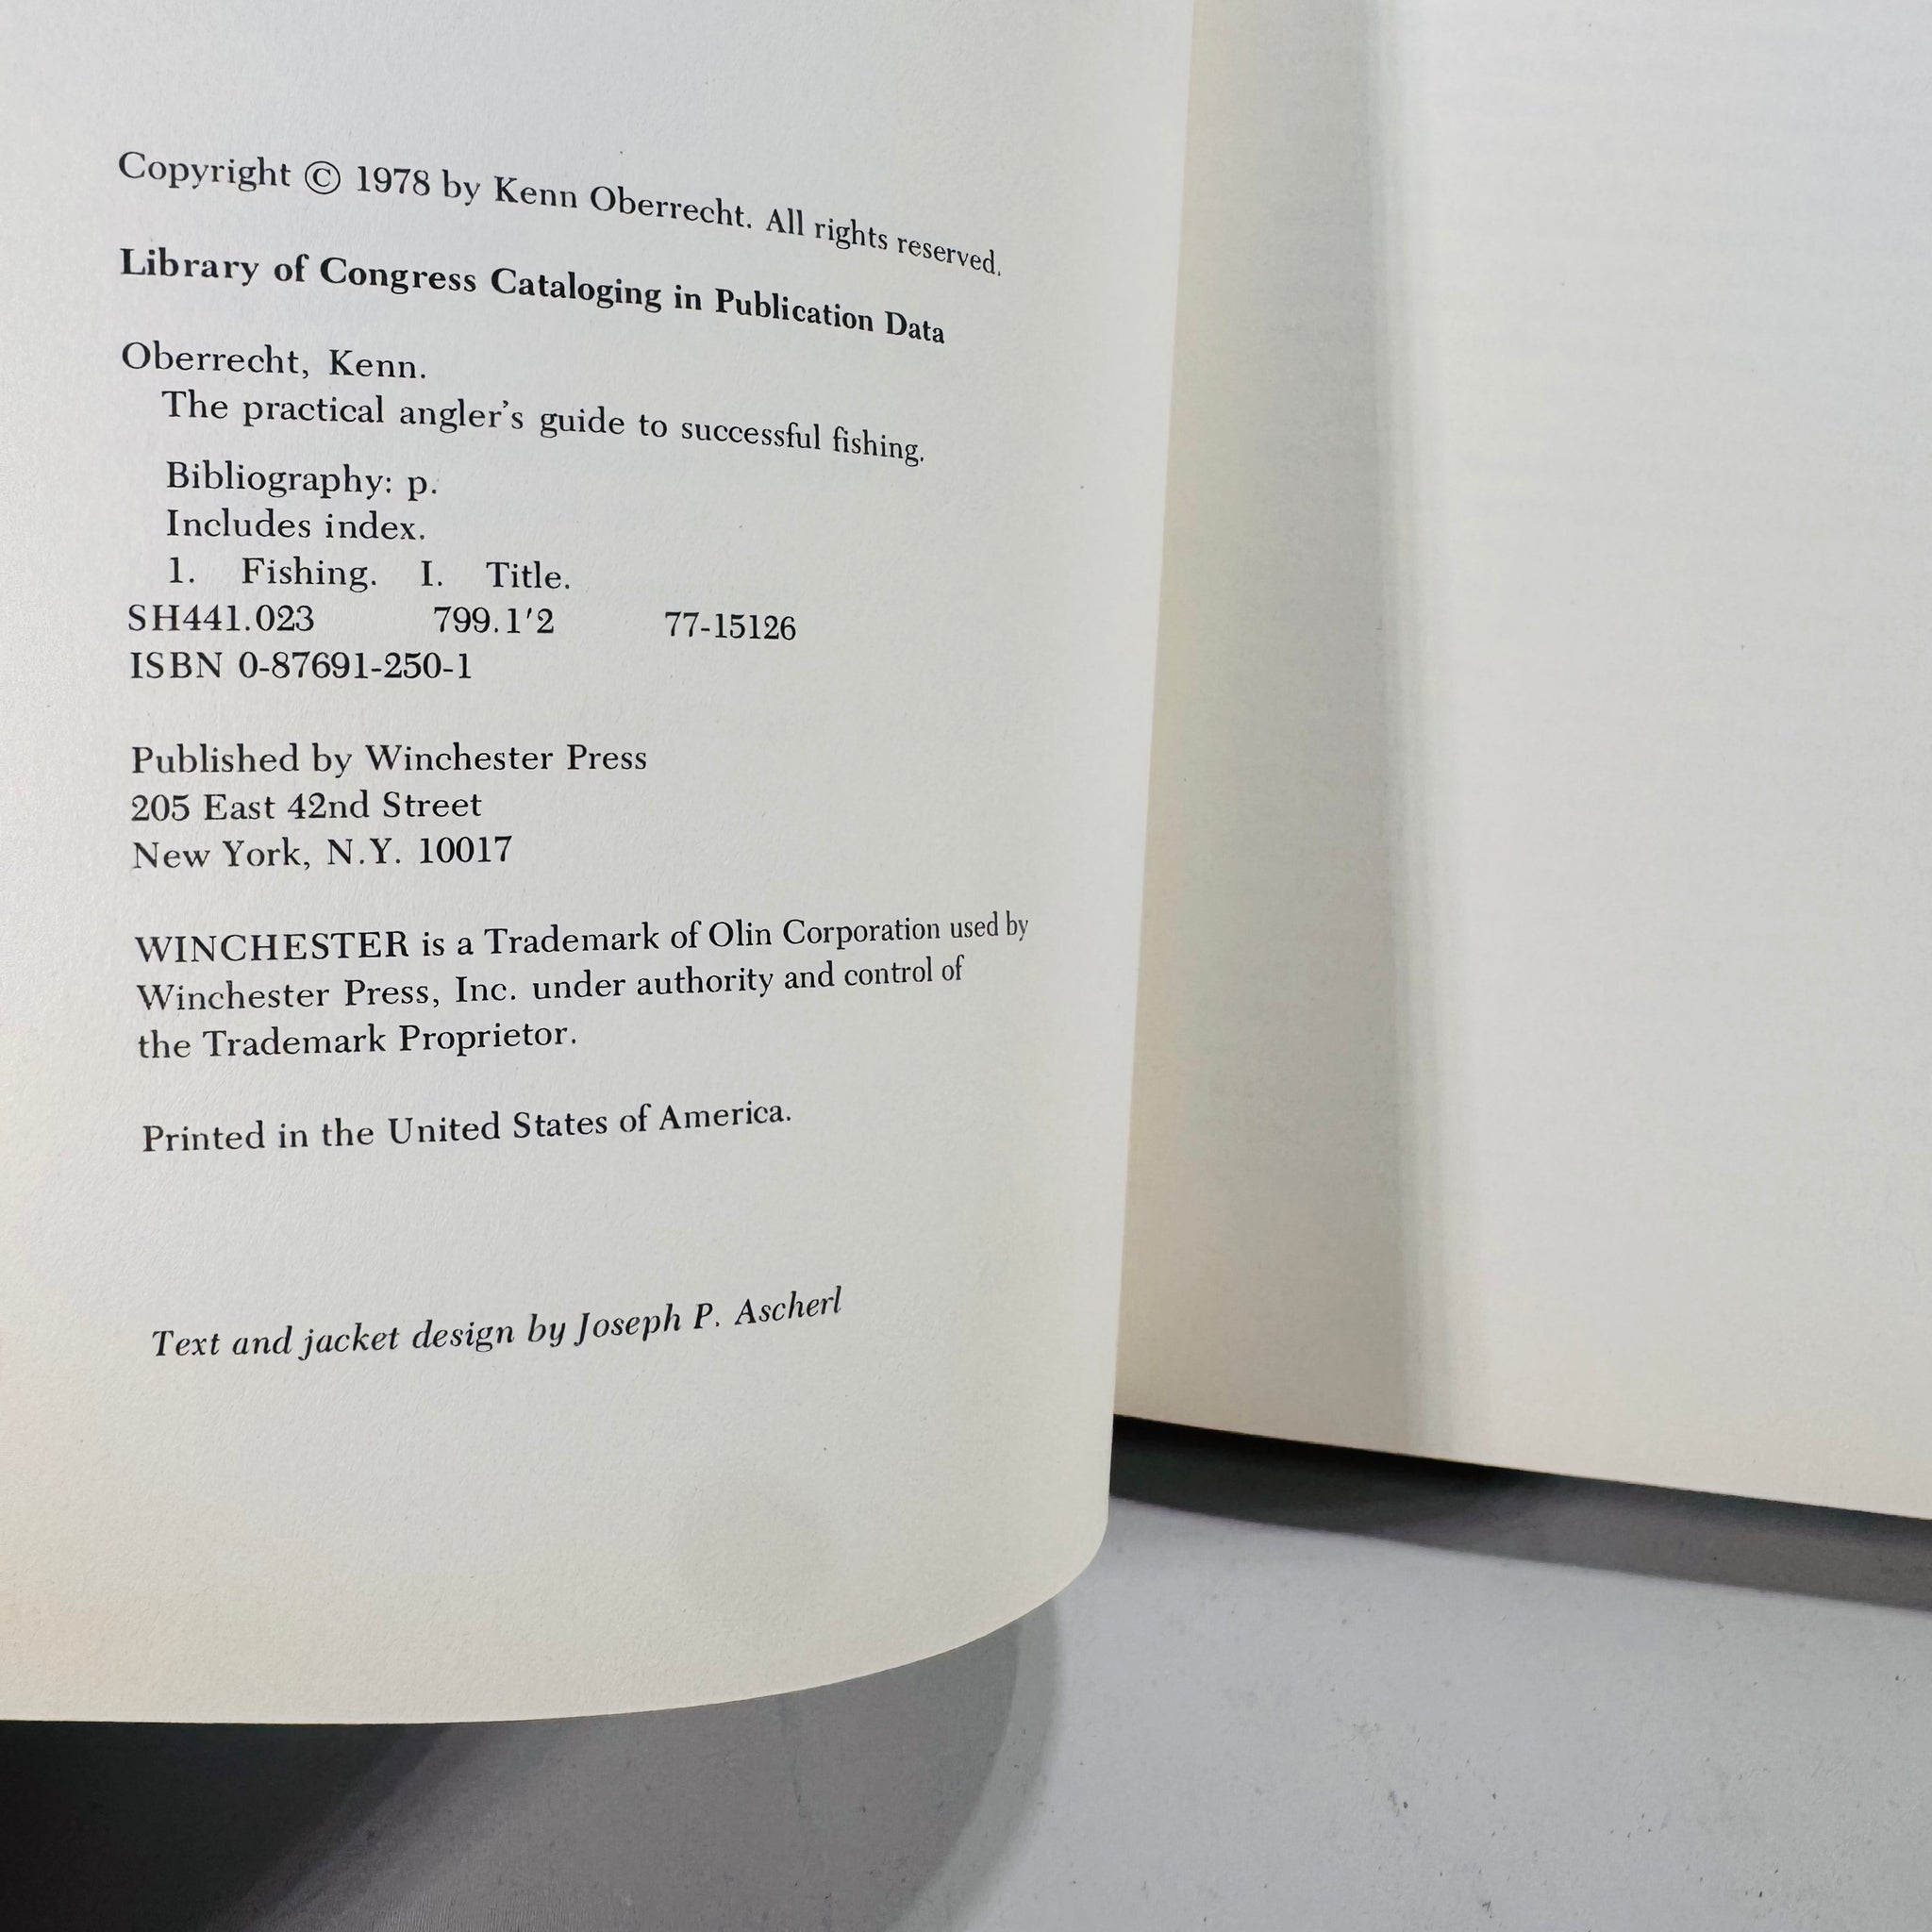 Copyright © 1978 by Kenn Oberrecht. All rights reserved.
Library of Congress Cataloging in Publication Data
Oberrecht, Kenn.
The practical angler's guide to successful fishing.
Bibliography: p.
Includes index.
1. Fishing. I. Title.
SH441.023 799.1'2 77-15126
ISBN 0-87691-250-1
Published by Winchester Press
205 East 42nd Street
New York, N.Y. 10017
WINCHESTER is a Trademark of Olin Corporation used by
Winchester Press, Inc. under authority and control of
the Trademark Proprietor.
Printed in the United States of America.
Text and jacket design by Joseph P. Ascherl